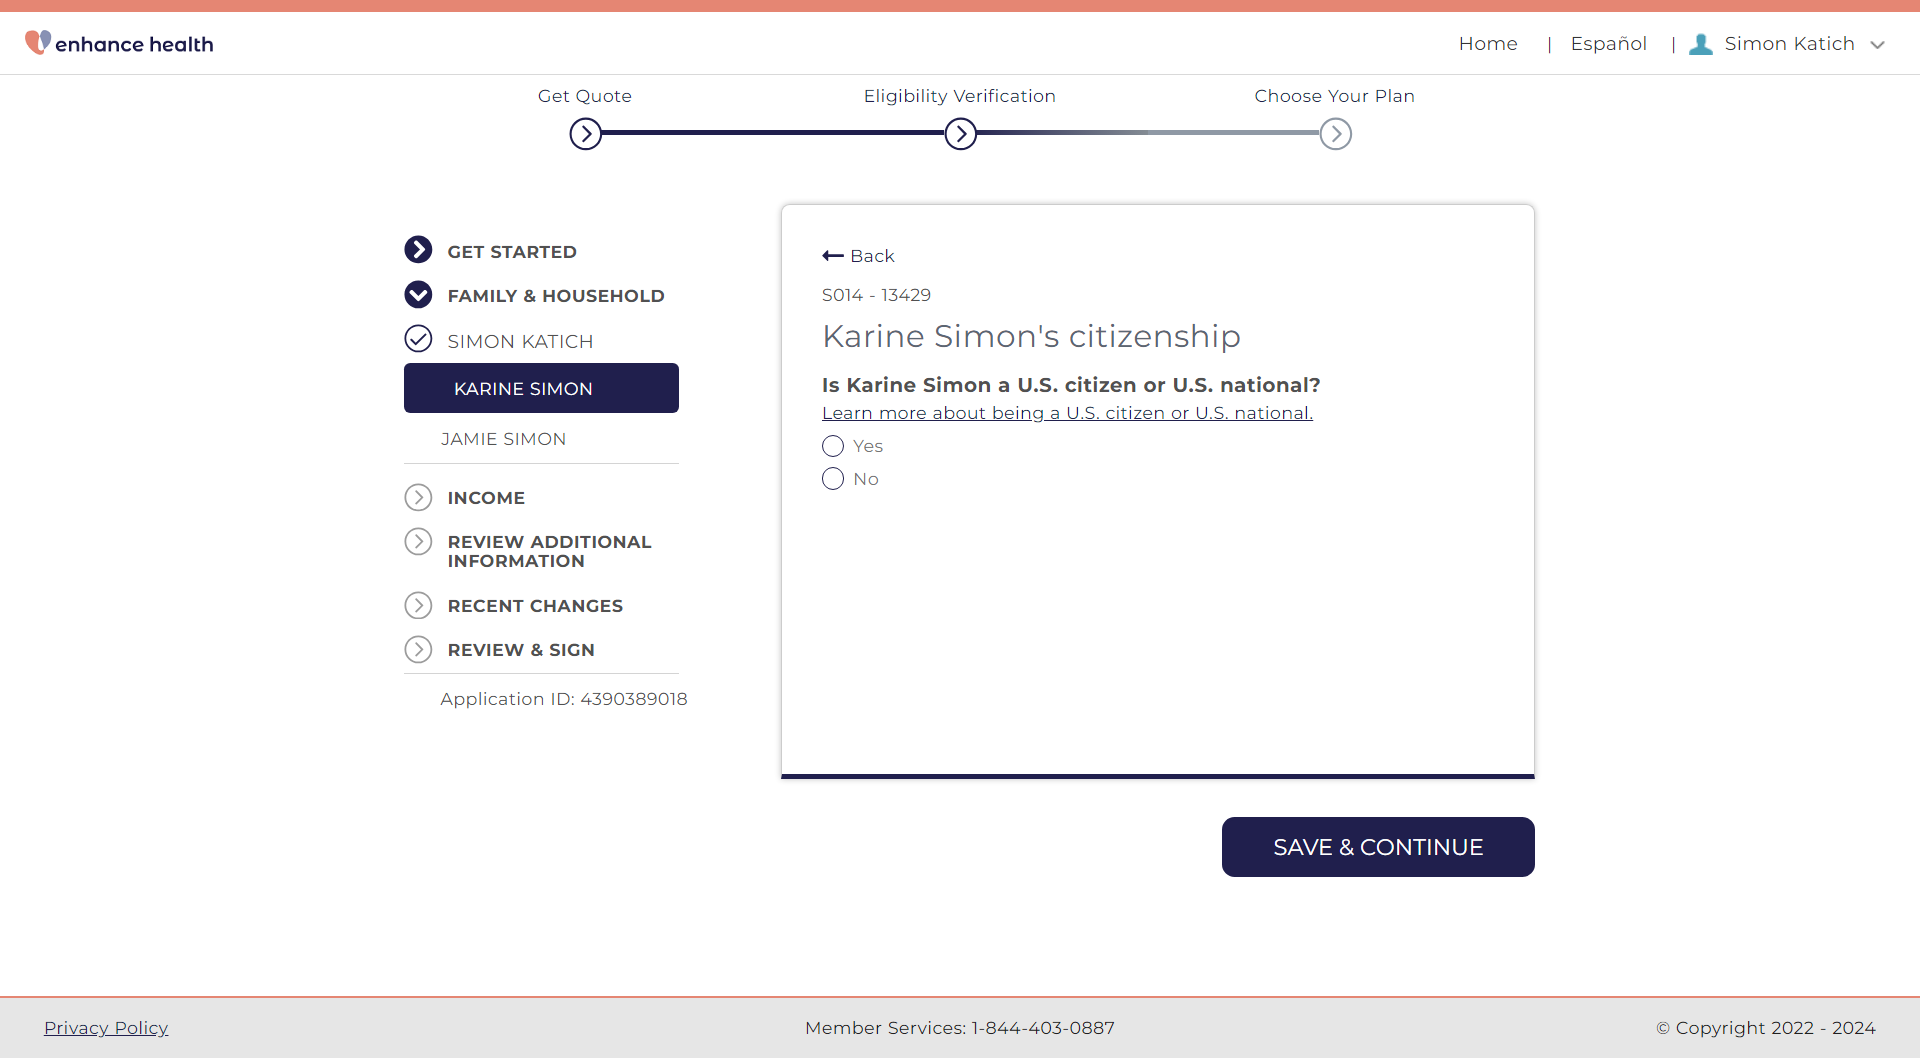 enhance health
Home | Español | Simon Katich
Get Quote
Eligibility Verification
Choose Your Plan
GET STARTED
FAMILY & HOUSEHOLD
SIMON KATICH
KARINE SIMON
JAMIE SIMON
INCOME
REVIEW ADDITIONAL
INFORMATION
RECENT CHANGES
REVIEW & SIGN
Application ID: 4390389018
Back
S014 - 13429
Karine Simon's citizenship
Is Karine Simon a U.S. citizen or U.S. national?
Learn more about being a U.S. citizen or U.S. national.
Yes
No
SAVE & CONTINUE
Privacy Policy
Member Services: 1-844-403-0887
© Copyright 2022 - 2024